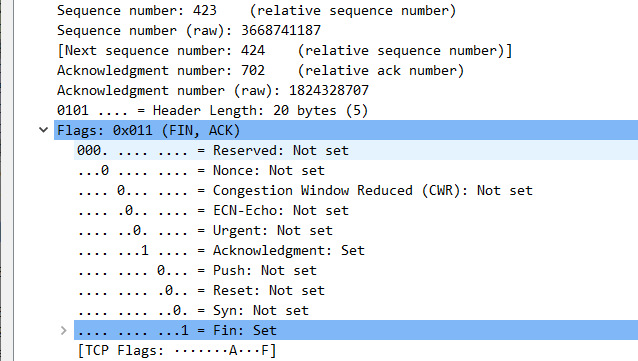 Sequence number: 423    (relative sequence number)
Sequence number (raw): 3668741187
[Next sequence number: 424    (relative sequence number)]
Acknowledgment number: 702    (relative ack number)
Acknowledgment number (raw): 1824328707
0101 .... = Header Length: 20 bytes (5)
Flags: 0x011 (FIN, ACK)
000. .... .... = Reserved: Not set
...0 .... .... = Nonce: Not set
.... 0... .... = Congestion Window Reduced (CWR): Not set
.... .0.. .... = ECN-Echo: Not set
.... ..0. .... = Urgent: Not set
.... ...1 .... = Acknowledgment: Set
.... .... 0... = Push: Not set
.... .... .0.. = Reset: Not set
.... .... ..0. = Syn: Not set
.... .... ...1 = Fin: Set
[TCP Flags: ·······A···F]